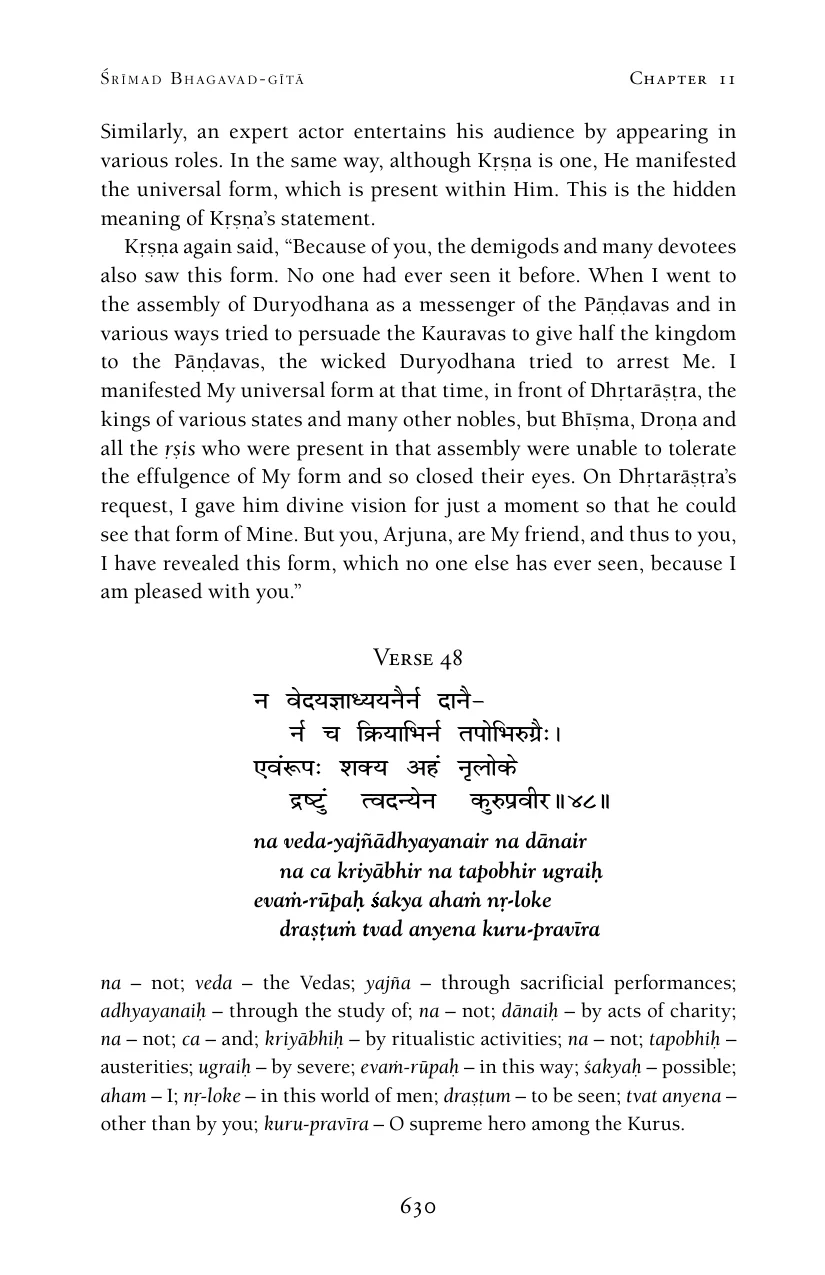 Śrīmad Bhagavad-gītā Chapter 11
Similarly, an expert actor entertains his audience by appearing in
various roles. In the same way, although Kṛṣṇa is one, He manifested
the universal form, which is present within Him. This is the hidden
meaning of Kṛṣṇa’s statement.
Kṛṣṇa again said, “Because of you, the demigods and many devotees
also saw this form. No one had ever seen it before. When I went to
the assembly of Duryodhana as a messenger of the Pāṇḍavas and in
various ways tried to persuade the Kauravas to give half the kingdom
to the Pāṇḍavas, the wicked Duryodhana tried to arrest Me. I
manifested My universal form at that time, in front of Dhṛtarāṣṭra, the
kings of various states and many other nobles, but Bhīṣma, Droṇa and
all the ṛṣis who were present in that assembly were unable to tolerate
the effulgence of My form and so closed their eyes. On Dhṛtarāṣṭra’s
request, I gave him divine vision for just a moment so that he could
see that form of Mine. But you, Arjuna, are My friend, and thus to you,
I have revealed this form, which no one else has ever seen, because I
am pleased with you.”
Verse 48
न वेदयज्ञाध्ययनैर्न दानै–
र्न च क्रियाभिर्न तपोभिरुग्रैः।
एवंरूपः शक्य अहं नृलोके
द्रष्टुं त्वदन्येन कुरुप्रवीर॥४८॥
na veda-yajñādhyayanair na dānair
na ca kriyābhir na tapobhir ugraiḥ
evaṁ-rūpaḥ śakya ahaṁ nṛ-loke
draṣṭuṁ tvad anyena kuru-pravīra
na – not; veda – the Vedas; yajña – through sacrificial performances;
adhyayanaiḥ – through the study of; na – not; dānaiḥ – by acts of charity;
na – not; ca – and; kriyābhiḥ – by ritualistic activities; na – not; tapobhiḥ –
austerities; ugraiḥ – by severe; evaṁ-rūpaḥ – in this way; śakyaḥ – possible;
aham – I; nṛ-loke – in this world of men; draṣṭum – to be seen; tvat anyena –
other than by you; kuru-pravīra – O supreme hero among the Kurus.
630